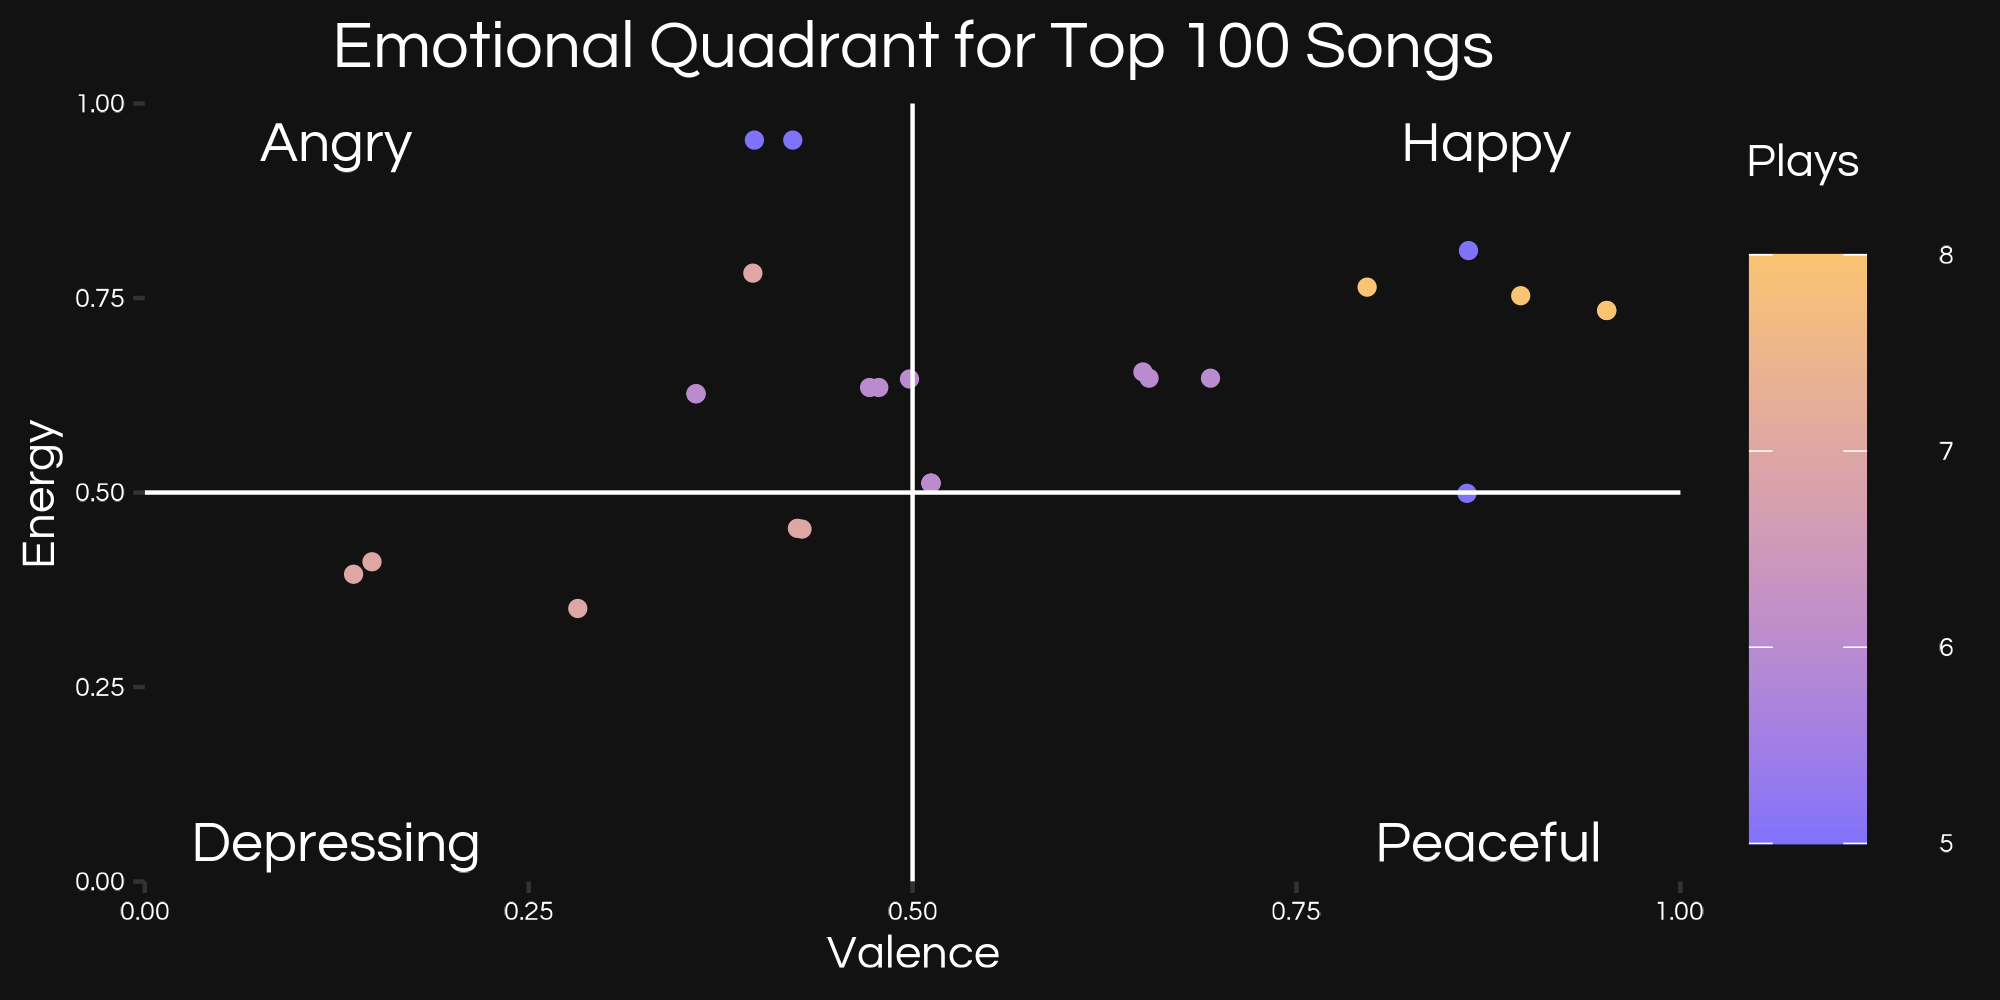 Emotional Quadrant for Top 100 Songs
1.00
Angry
Happy
Plays
0.75
0.50
0.25
0.00
Energy
Depressing
Peaceful
0.00 0.25 0.50 0.75 1.00
Valence
8
7
6
5